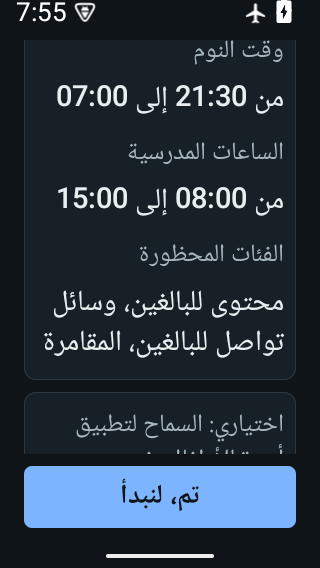 7:55
وقت النوم
من 21:30 إلى 07:00
الساعات المدرسية
من 08:00 إلى 15:00
الفئات المحظورة
محتوى للبالغين، وسائل
تواصل للبالغين، المقامرة
اختياري: السماح لتطبيق
تم، لنبدأ